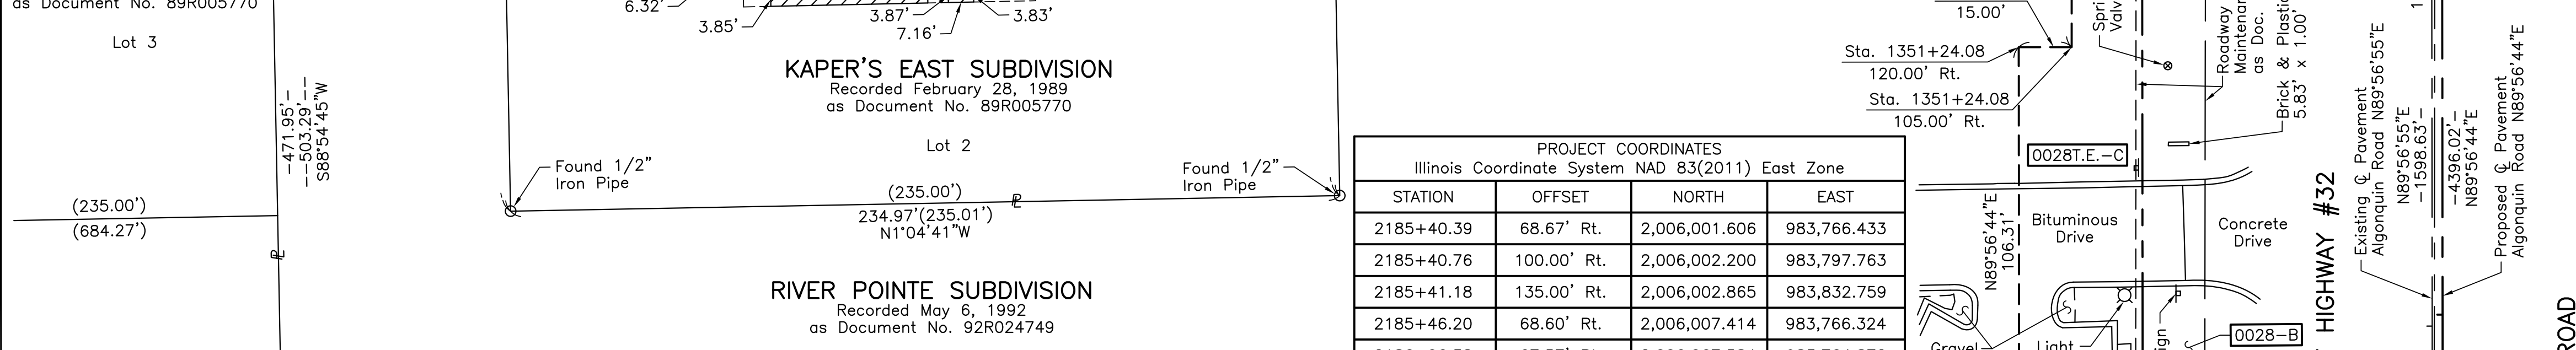 as Document No. 89R005770
Lot 3
-471.95'-
--503.29'--
S88°54'45"W
(235.00')
(684.27')
PL
6.32'
3.85'
3.87'
7.16'
3.83'
KAPER'S EAST SUBDIVISION
Recorded February 28, 1989
as Document No. 89R005770
Lot 2
Found 1/2"
Iron Pipe
Found 1/2"
Iron Pipe
(235.00')
PL
234.97'(235.01')
N1°04'41"W
RIVER POINTE SUBDIVISION
Recorded May 6, 1992
as Document No. 92R024749
PROJECT COORDINATES
Illinois Coordinate System NAD 83(2011) East Zone
STATION OFFSET NORTH EAST
2185+40.39 68.67' Rt. 2,006,001.606 983,766.433
2185+40.76 100.00' Rt. 2,006,002.200 983,797.763
2185+41.18 135.00' Rt. 2,006,002.865 983,832.759
2185+46.20 68.60' Rt. 2,006,007.414 983,766.324
15.00'
Sta. 1351+24.08
120.00' Rt.
Sta. 1351+24.08
105.00' Rt.
Roadway
as Doc.
5.83' x 1.00'
0028T.E.-C
N89°56'44"E
106.31'
Bituminous
Drive
Concrete
Drive
Gravel
Light
0028-B
HIGHWAY #32
Existing CL Pavement
Algonquin Road N89°56'55"E
N89°56'55"E
-1598.63'-
-4396.02'-
N89°56'44"E
Proposed CL Pavement
Algonquin Road N89°56'44"E
ROAD